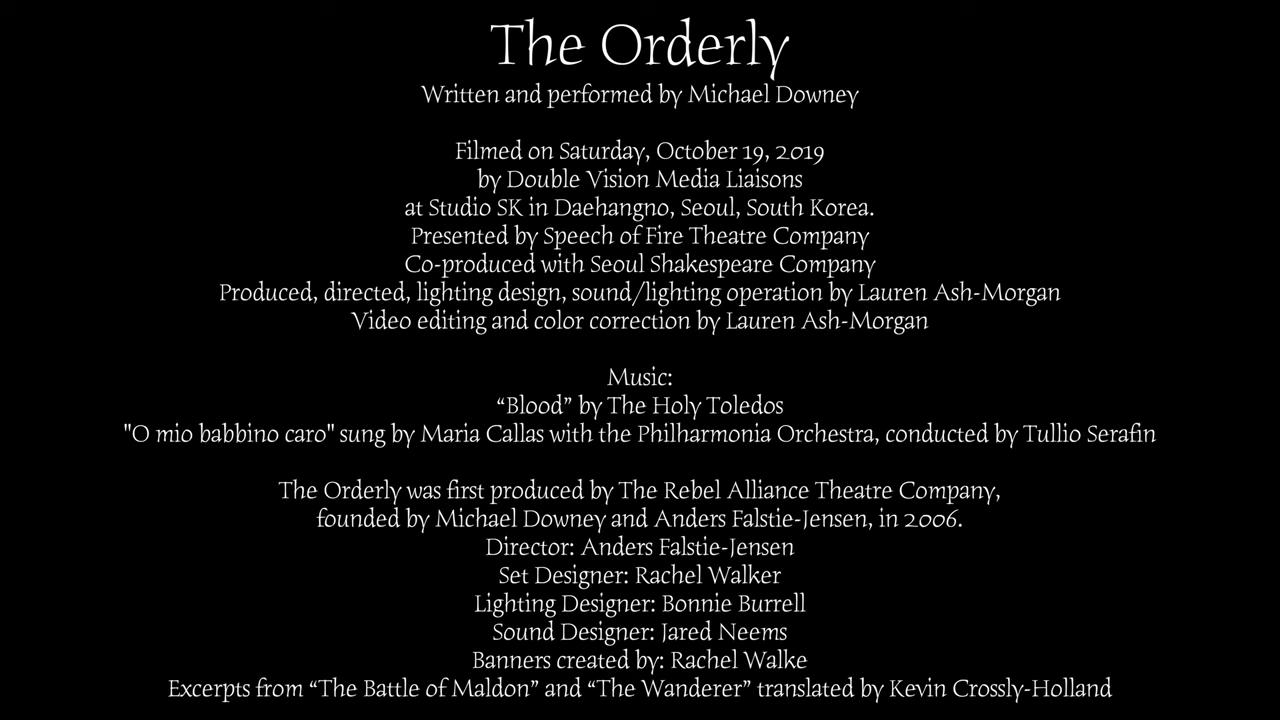 The Orderly
Written and performed by Michael Downey
Filmed on Saturday, October 19, 2019
by Double Vision Media Liaisons
at Studio SK in Daehangno, Seoul, South Korea.
Presented by Speech of Fire Theatre Company
Co-produced with Seoul Shakespeare Company
Produced, directed, lighting design, sound/lighting operation by Lauren Ash-Morgan
Video editing and color correction by Lauren Ash-Morgan
Music:
“Blood” by The Holy Toledos
"O mio babbino caro" sung by Maria Callas with the Philharmonia Orchestra, conducted by Tullio Serafin
The Orderly was first produced by The Rebel Alliance Theatre Company,
founded by Michael Downey and Anders Falstie-Jensen, in 2006.
Director: Anders Falstie-Jensen
Set Designer: Rachel Walker
Lighting Designer: Bonnie Burrell
Sound Designer: Jared Neems
Banners created by: Rachel Walke
Excerpts from “The Battle of Maldon” and “The Wanderer” translated by Kevin Crossly-Holland